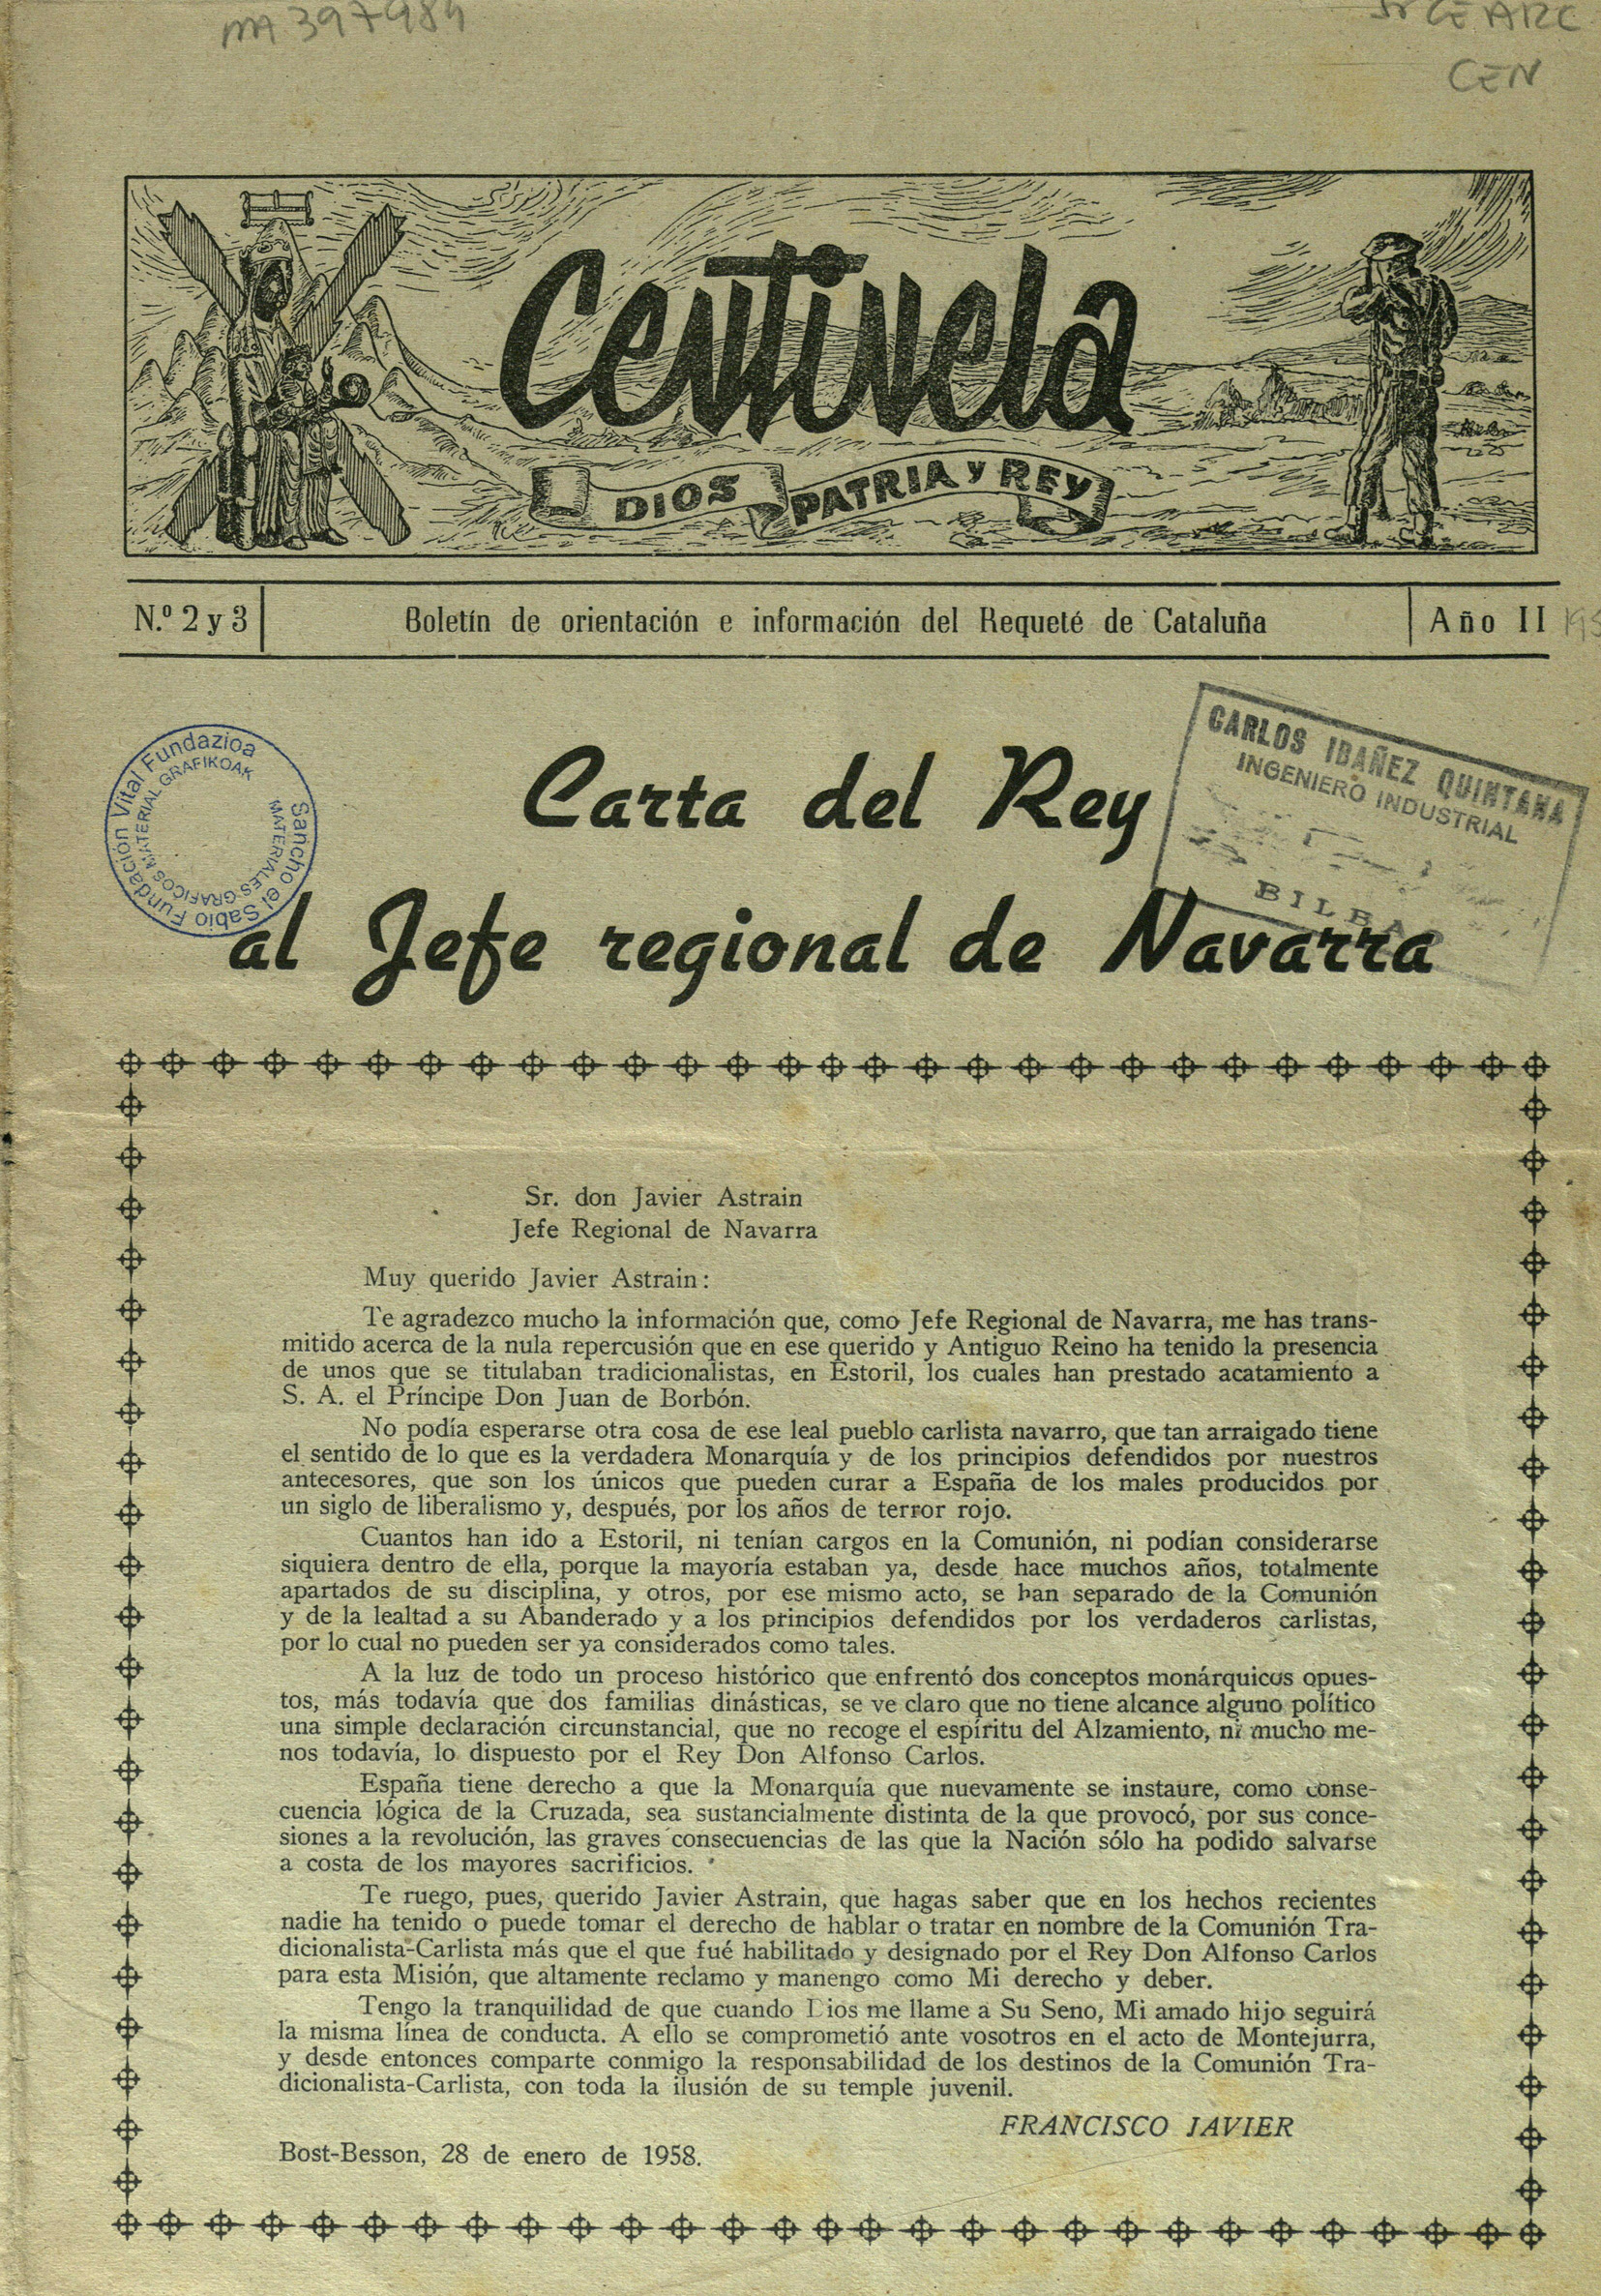 MA 397984
CEN
Centinela
DIOS PATRIA Y REY
N.º 2 y 3
Boletín de orientación e información del Requeté de Cataluña
Año II
Fundación Vital Fundazioa
Sancho el Sabio
MATERIAL GRAFIKOAK
MATERIALES GRAFICOS
CARLOS IBAÑEZ QUINTANA
INGENIERO INDUSTRIAL
Carta del Rey
al Jefe regional de Navarra
Sr. don Javier Astrain
Jefe Regional de Navarra
Muy querido Javier Astrain:
Te agradezco mucho la información que, como Jefe Regional de Navarra, me has trans-
mitido acerca de la nula repercusión que en ese querido y Antiguo Reino ha tenido la presencia
de unos que se titulaban tradicionalistas, en Estoril, los cuales han prestado acatamiento a
S. A. el Príncipe Don Juan de Borbón.
No podía esperarse otra cosa de ese leal pueblo carlista navarro, que tan arraigado tiene
el sentido de lo que es la verdadera Monarquía y de los principios defendidos por nuestros
antecesores, que son los únicos que pueden curar a España de los males producidos por
un siglo de liberalismo y, después, por los años de terror rojo.
Cuantos han ido a Estoril, ni tenían cargos en la Comunión, ni podían considerarse
siquiera dentro de ella, porque la mayoría estaban ya, desde hace muchos años, totalmente
apartados de su disciplina, y otros, por ese mismo acto, se han separado de la Comunión
y de la lealtad a su Abanderado y a los principios defendidos por los verdaderos carlistas,
por lo cual no pueden ser ya considerados como tales.
A la luz de todo un proceso histórico que enfrentó dos conceptos monárquicos opues-
tos, más todavía que dos familias dinásticas, se ve claro que no tiene alcance alguno político
una simple declaración circunstancial, que no recoge el espíritu del Alzamiento, ni mucho me-
nos todavía, lo dispuesto por el Rey Don Alfonso Carlos.
España tiene derecho a que la Monarquía que nuevamente se instaure, como conse-
cuencia lógica de la Cruzada, sea sustancialmente distinta de la que provocó, por sus conce-
siones a la revolución, las graves consecuencias de las que la Nación sólo ha podido salvarse
a costa de los mayores sacrificios.
Te ruego, pues, querido Javier Astrain, que hagas saber que en los hechos recientes
nadie ha tenido o puede tomar el derecho de hablar o tratar en nombre de la Comunión Tra-
dicionalista-Carlista más que el que fué habilitado y designado por el Rey Don Alfonso Carlos
para esta Misión, que altamente reclamo y manengo como Mi derecho y deber.
Tengo la tranquilidad de que cuando Dios me llame a Su Seno, Mi amado hijo seguirá
la misma línea de conducta. A ello se comprometió ante vosotros en el acto de Montejurra,
y desde entonces comparte conmigo la responsabilidad de los destinos de la Comunión Tra-
dicionalista-Carlista, con toda la ilusión de su temple juvenil.
FRANCISCO JAVIER
Bost-Besson, 28 de enero de 1958.